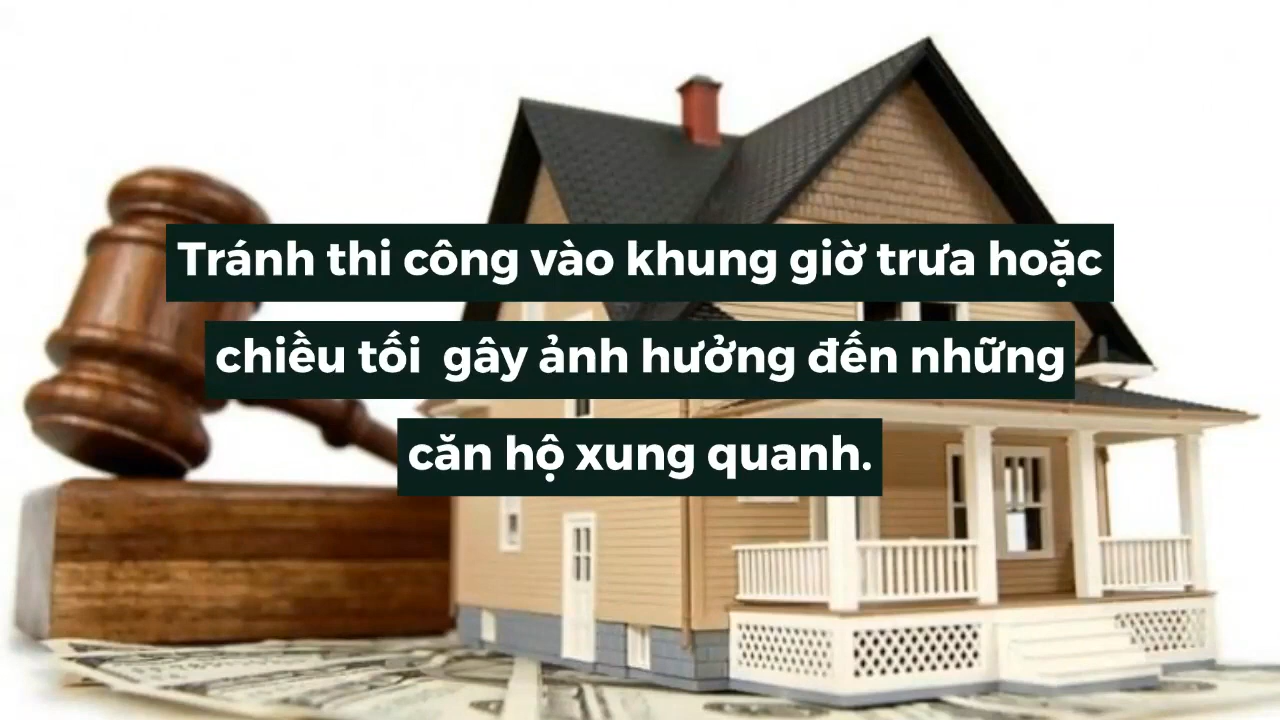 Tránh thi công vào khung giờ trưa hoặc
chiều tối  gây ảnh hưởng đến những
căn hộ xung quanh.